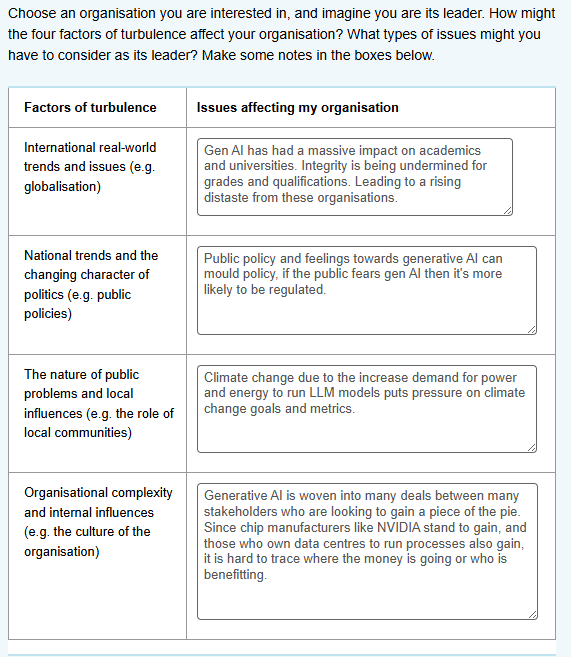 Choose an organisation you are interested in, and imagine you are its leader. How might
the four factors of turbulence affect your organisation? What types of issues might you
have to consider as its leader? Make some notes in the boxes below.
Factors of turbulence
Issues affecting my organisation
International real-world
trends and issues (e.g.
globalisation)
Gen AI has had a massive impact on academics
and universities. Integrity is being undermined for
grades and qualifications. Leading to a rising
distaste from these organisations.
National trends and the
changing character of
politics (e.g. public
policies)
Public policy and feelings towards generative AI can
mould policy, if the public fears gen AI then it's more
likely to be regulated.
The nature of public
problems and local
influences (e.g. the role of
local communities)
Climate change due to the increase demand for power
and energy to run LLM models puts pressure on climate
change goals and metrics.
Organisational complexity
and internal influences
(e.g. the culture of the
organisation)
Generative AI is woven into many deals between many
stakeholders who are looking to gain a piece of the pie.
Since chip manufacturers like NVIDIA stand to gain, and
those who own data centres to run processes also gain,
it is hard to trace where the money is going or who is
benefitting.